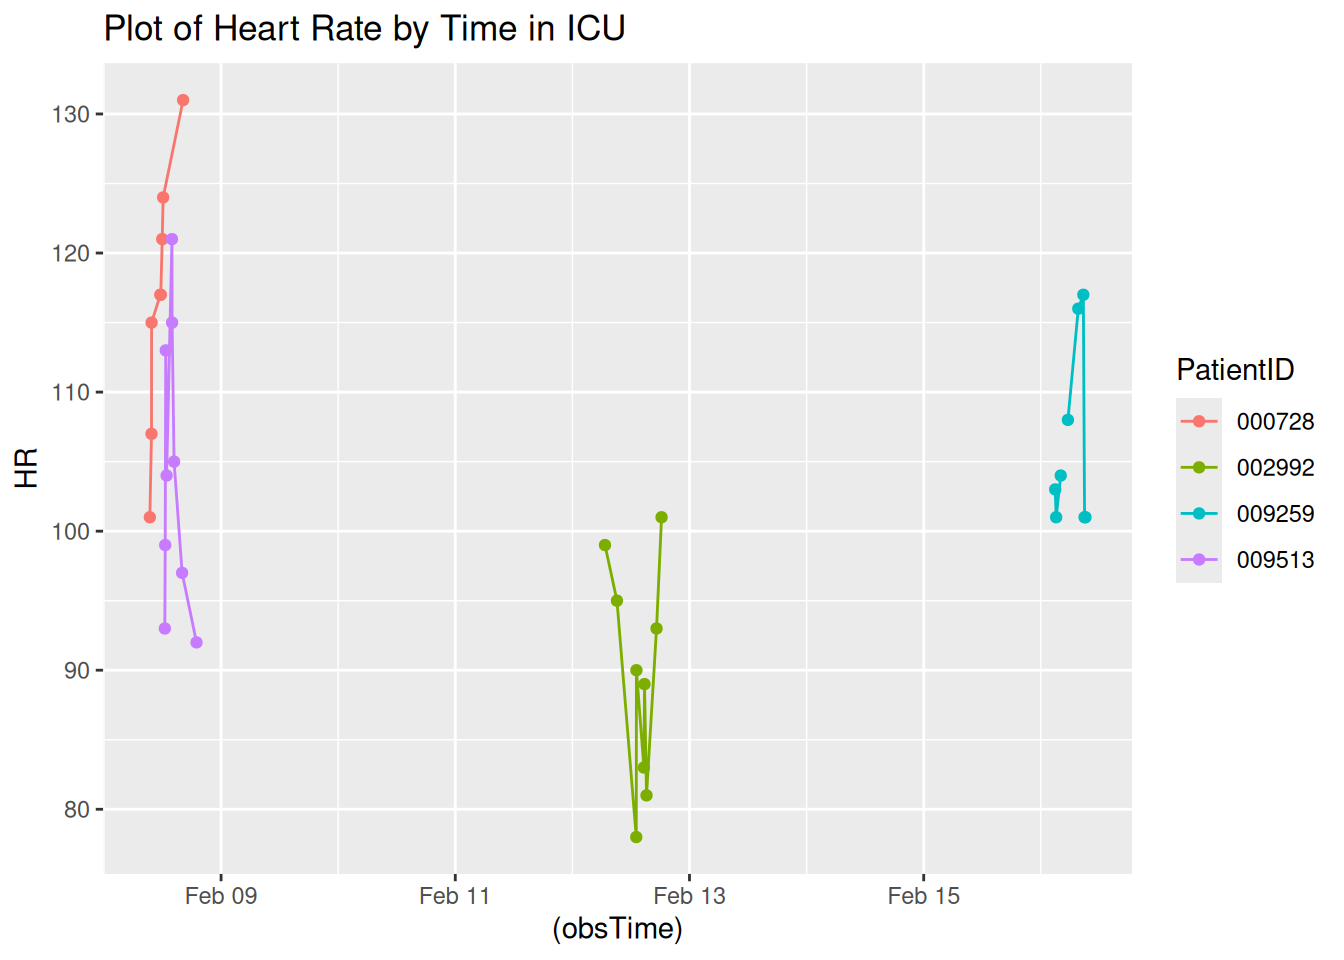 Plot of Heart Rate by Time in ICU
HR
130
120
110
100
90
80
Feb 09
Feb 11
Feb 13
Feb 15
(obsTime)
PatientID
000728
002992
009259
009513